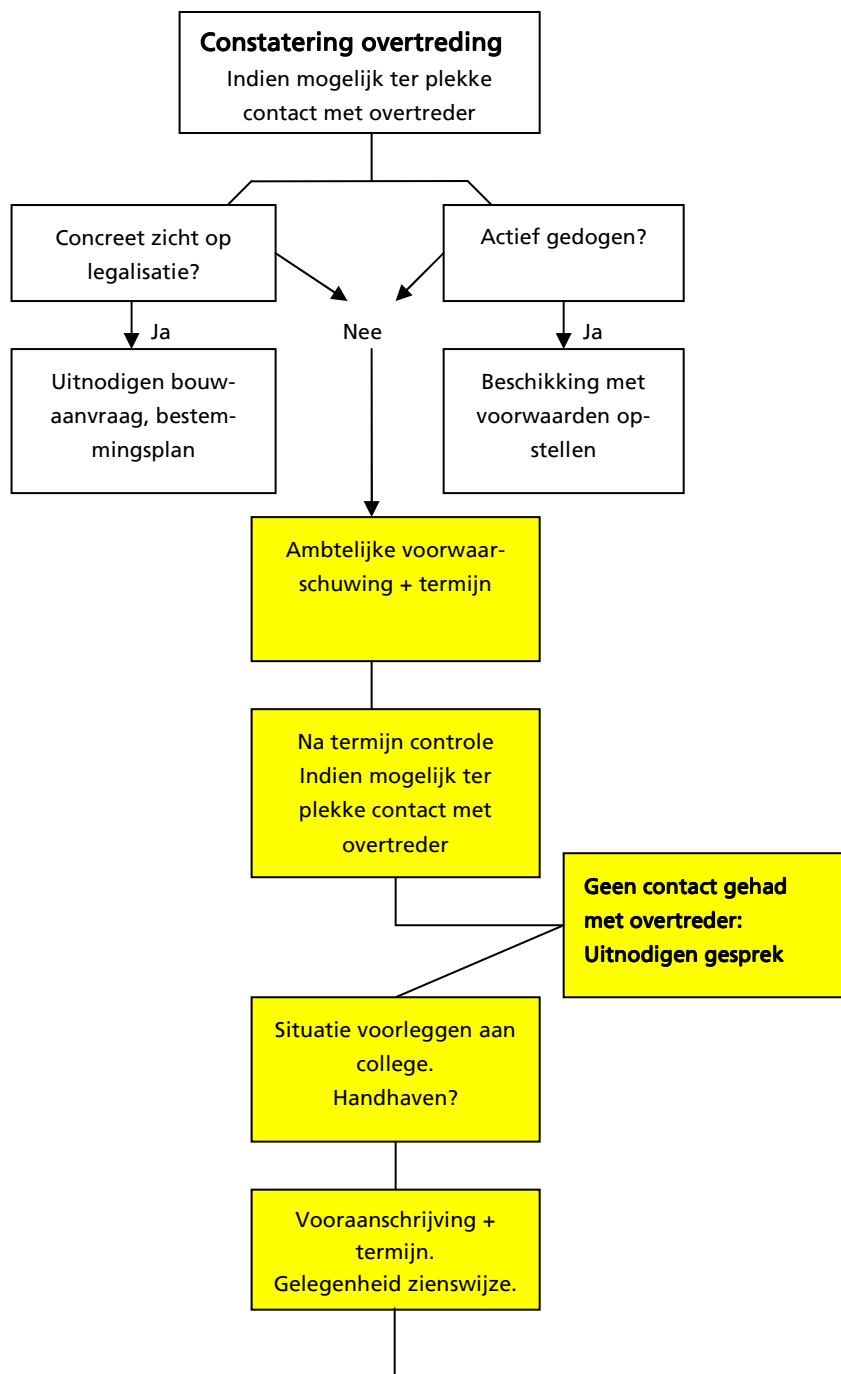 Constatering overtreding
Indien mogelijk ter plekke
contact met overtreder
Concreet zicht op
legalisatie?
Actief gedogen?
Ja
Nee
Ja
Uitnodigen bouw-
aanvraag, bestem-
mingsplan
Beschikking met
voorwaarden op-
stellen
Ambtelijke voorwaar-
schuwing + termijn
Na termijn controle
Indien mogelijk ter
plekke contact met
overtreder
Geen contact gehad
met overtreder:
Uitnodigen gesprek
Situatie voorleggen aan
college.
Handhaven?
Vooraanschrijving +
termijn.
Gelegenheid zienswijze.